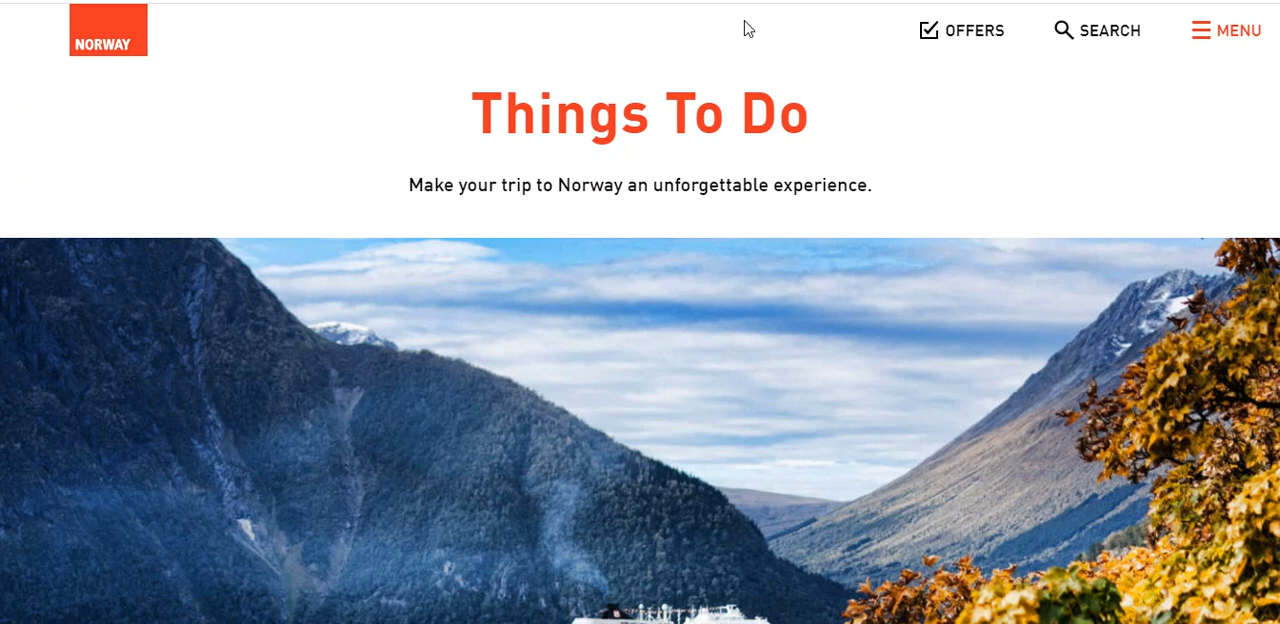 NORWAY
OFFERS
SEARCH
MENU
Things To Do
Make your trip to Norway an unforgettable experience.